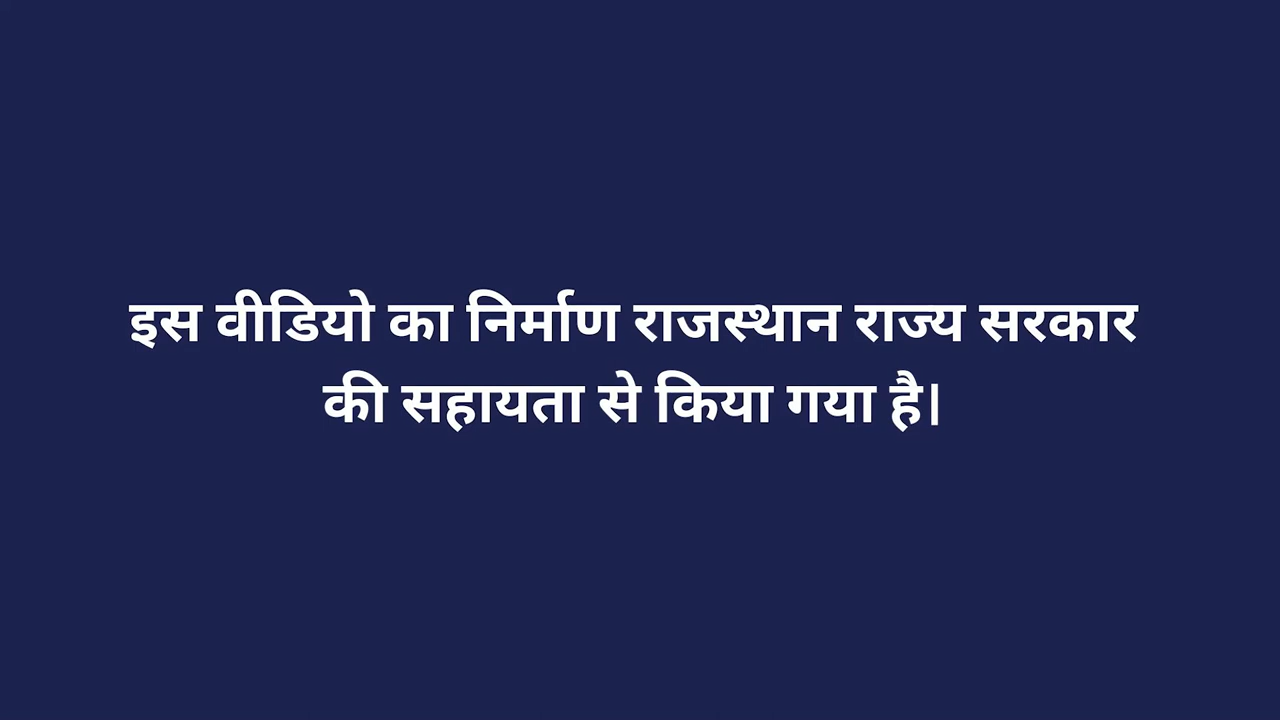 इस वीडियो का निर्माण राजस्थान राज्य सरकार
की सहायता से किया गया है।